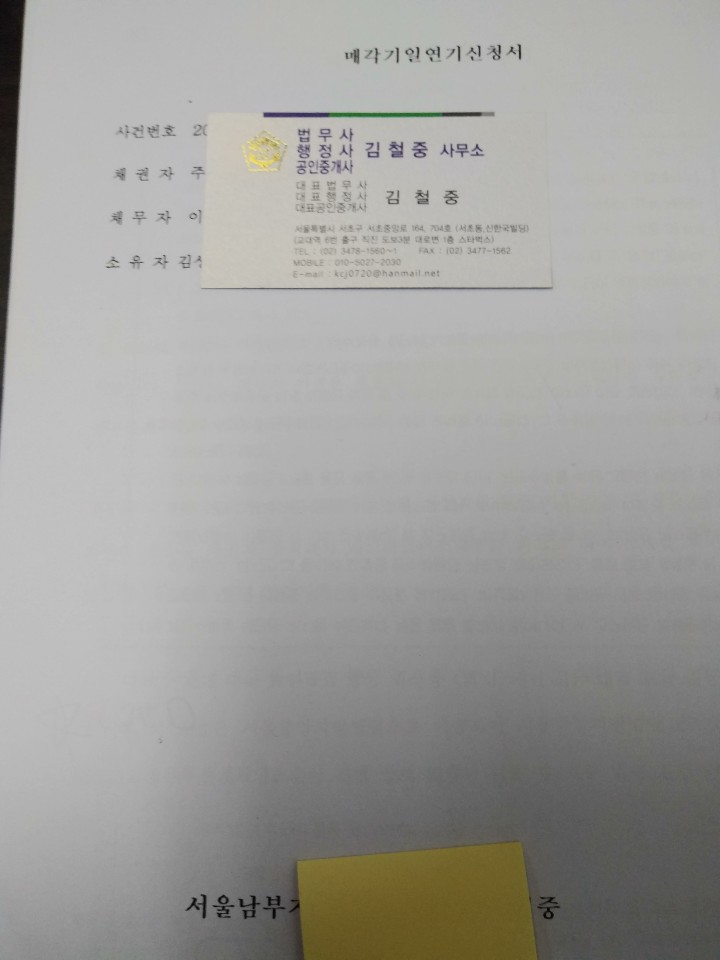 매각기일연기신청서
사건번호 20
채 권 자 주
채 무 자 이
소 유 자 김
법 무 사
행 정 사 김 철 중 사무소
공인중개사
대 표 법 무 사
대 표 행 정 사 김 철 중
대표공인중개사
서울특별시 서초구 서초중앙로 164, 704호 (서초동,신한국빌딩)
(교대역 6번 출구 직진 도보3분 대로변 1층 스타벅스)
TEL : (02) 3478-1560~1 FAX : (02) 3477-1562
MOBILE : 010-5027-2030
E-mail : kcj0720@hanmail.net
서울남부 중